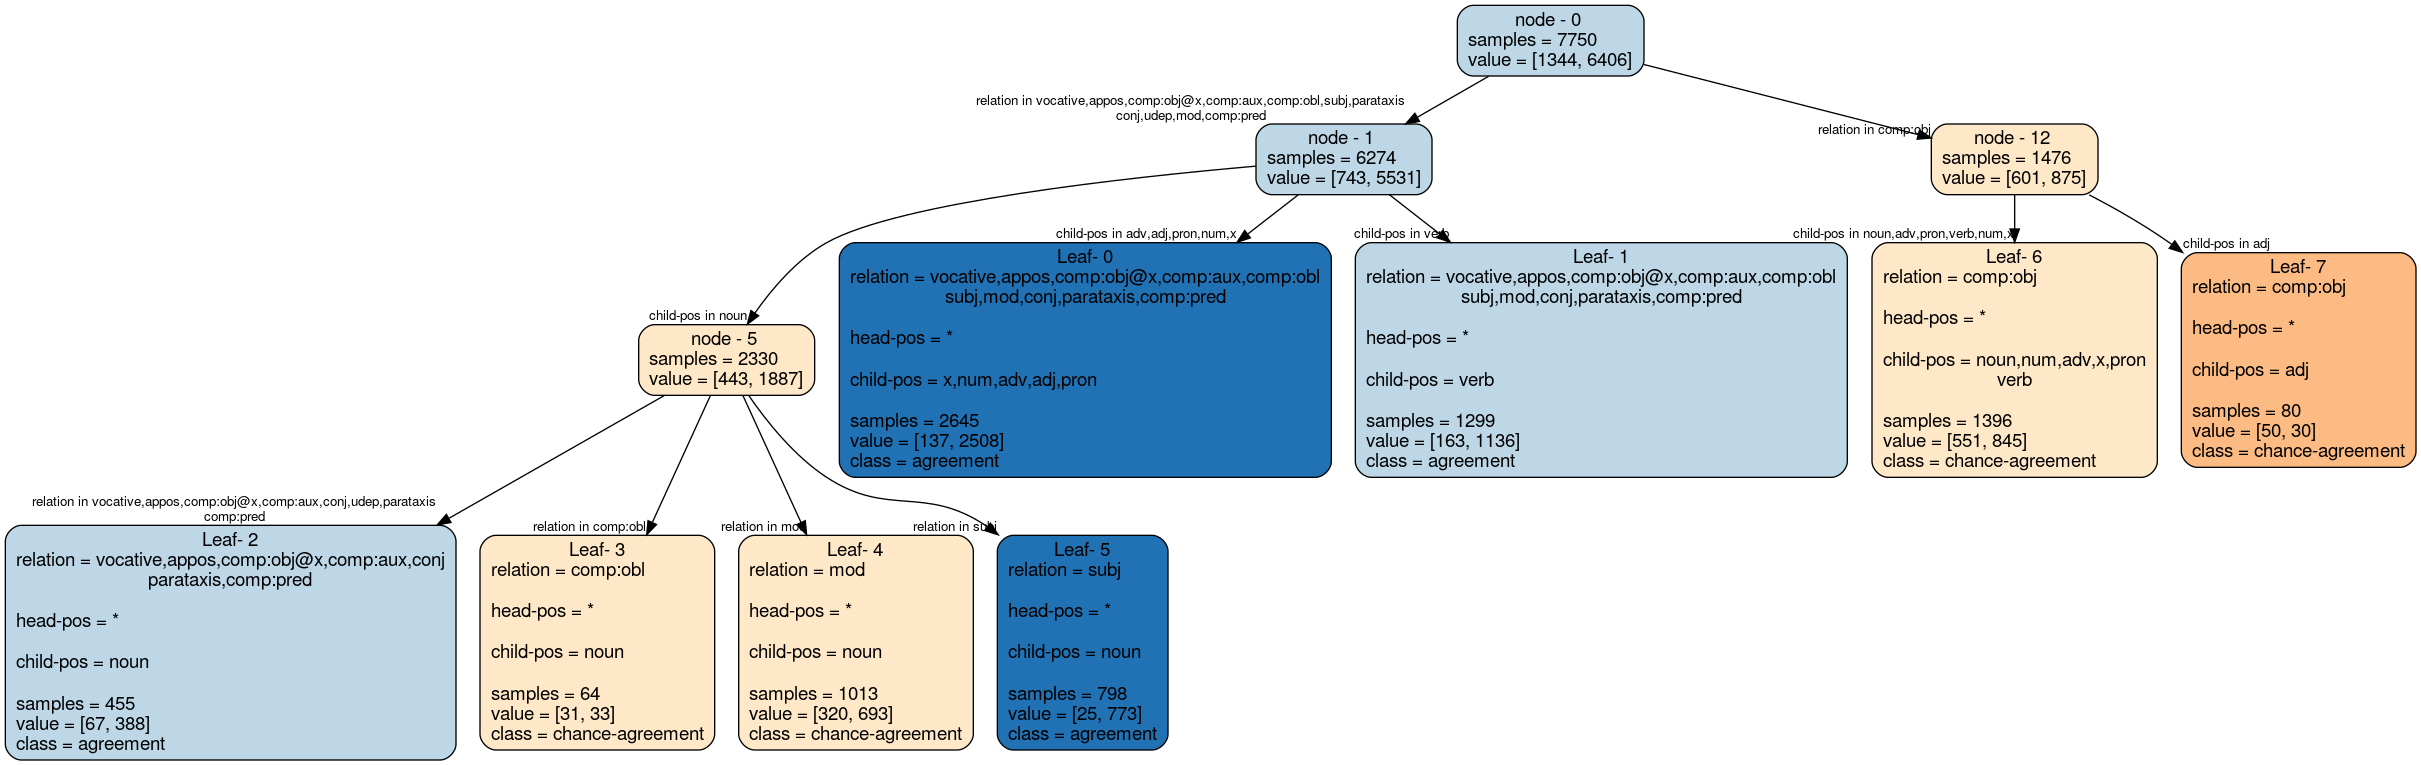 node - 0
samples = 7750
value = [1344, 6406]
relation in vocative,appos,comp:obj@x,comp:aux,comp:obl,subj,parataxis
conj,udep,mod,comp:pred
relation in comp:obj
node - 1
samples = 6274
value = [743, 5531]
node - 12
samples = 1476
value = [601, 875]
child-pos in noun
child-pos in adv,adj,pron,num,x
child-pos in verb
child-pos in noun,adv,pron,verb,num,x
child-pos in adj
node - 5
samples = 2330
value = [443, 1887]
Leaf- 0
relation = vocative,appos,comp:obj@x,comp:aux,comp:obl
subj,mod,conj,parataxis,comp:pred
head-pos = *
child-pos = x,num,adv,adj,pron
samples = 2645
value = [137, 2508]
class = agreement
Leaf- 1
relation = vocative,appos,comp:obj@x,comp:aux,comp:obl
subj,mod,conj,parataxis,comp:pred
head-pos = *
child-pos = verb
samples = 1299
value = [163, 1136]
class = agreement
Leaf- 6
relation = comp:obj
head-pos = *
child-pos = noun,num,adv,x,pron
verb
samples = 1396
value = [551, 845]
class = chance-agreement
Leaf- 7
relation = comp:obj
head-pos = *
child-pos = adj
samples = 80
value = [50, 30]
class = chance-agreement
relation in vocative,appos,comp:obj@x,comp:aux,conj,udep,parataxis
comp:pred
relation in comp:obl
relation in mod
relation in subj
Leaf- 2
relation = vocative,appos,comp:obj@x,comp:aux,conj
parataxis,comp:pred
head-pos = *
child-pos = noun
samples = 455
value = [67, 388]
class = agreement
Leaf- 3
relation = comp:obl
head-pos = *
child-pos = noun
samples = 64
value = [31, 33]
class = chance-agreement
Leaf- 4
relation = mod
head-pos = *
child-pos = noun
samples = 1013
value = [320, 693]
class = chance-agreement
Leaf- 5
relation = subj
head-pos = *
child-pos = noun
samples = 798
value = [25, 773]
class = agreement